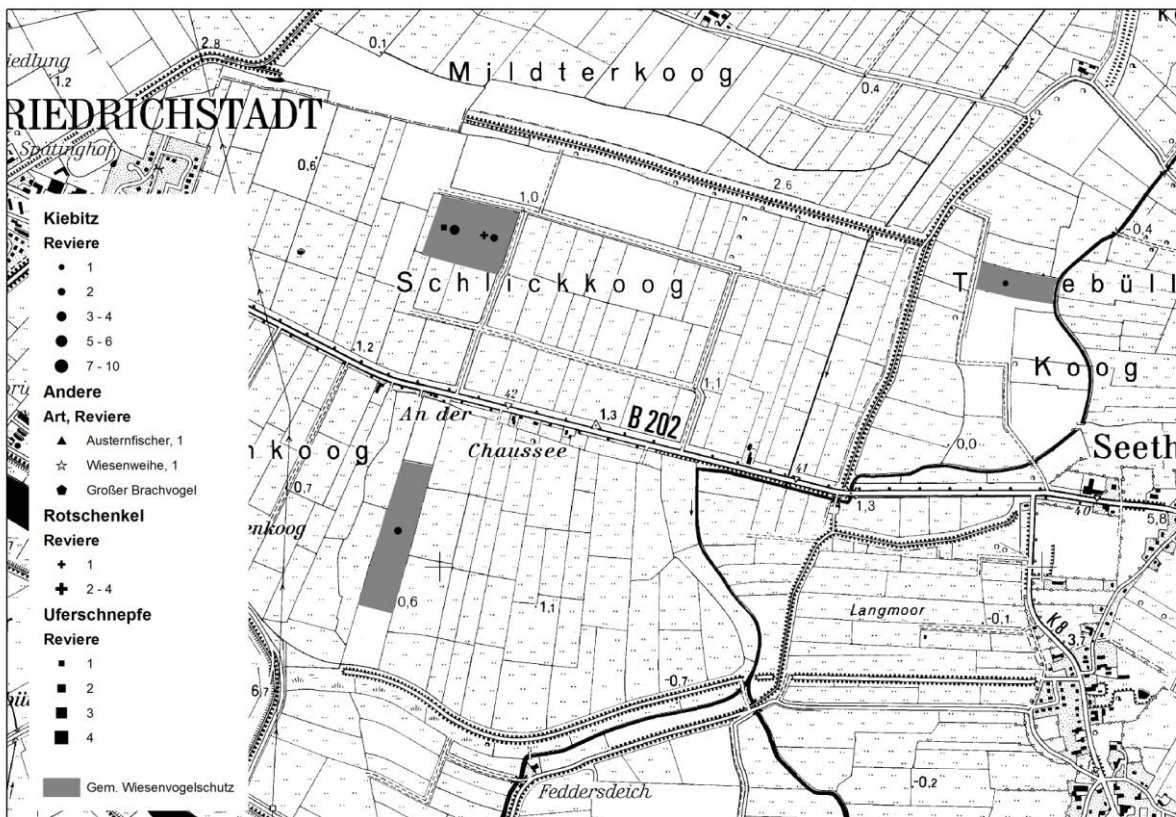 2,8
0,1
Mildterkoog
1,2
0,4
RIEDRICHSTADT
Spätinghof
0,6
2,6
1,0
-0,4
Schlickkoog
Koog
1,2
1,1
An der
42
1,3
B 202
Chaussee
0,0
Seeth
41
1,3
40
5,8
koog
-0,7
enkoog
0,6
-1,1
Langmoor
-0,1
K8
3,7
-0,7
6,7
Feddersdeich
-0,2
Kiebitz
Reviere
1
2
3 - 4
5 - 6
7 - 10
Andere
Art, Reviere
Austernfischer, 1
Wiesenweihe, 1
Großer Brachvogel
Rotschenkel
Reviere
1
2 - 4
Uferschnepfe
Reviere
1
2
3
4
Gem. Wiesenvogelschutz